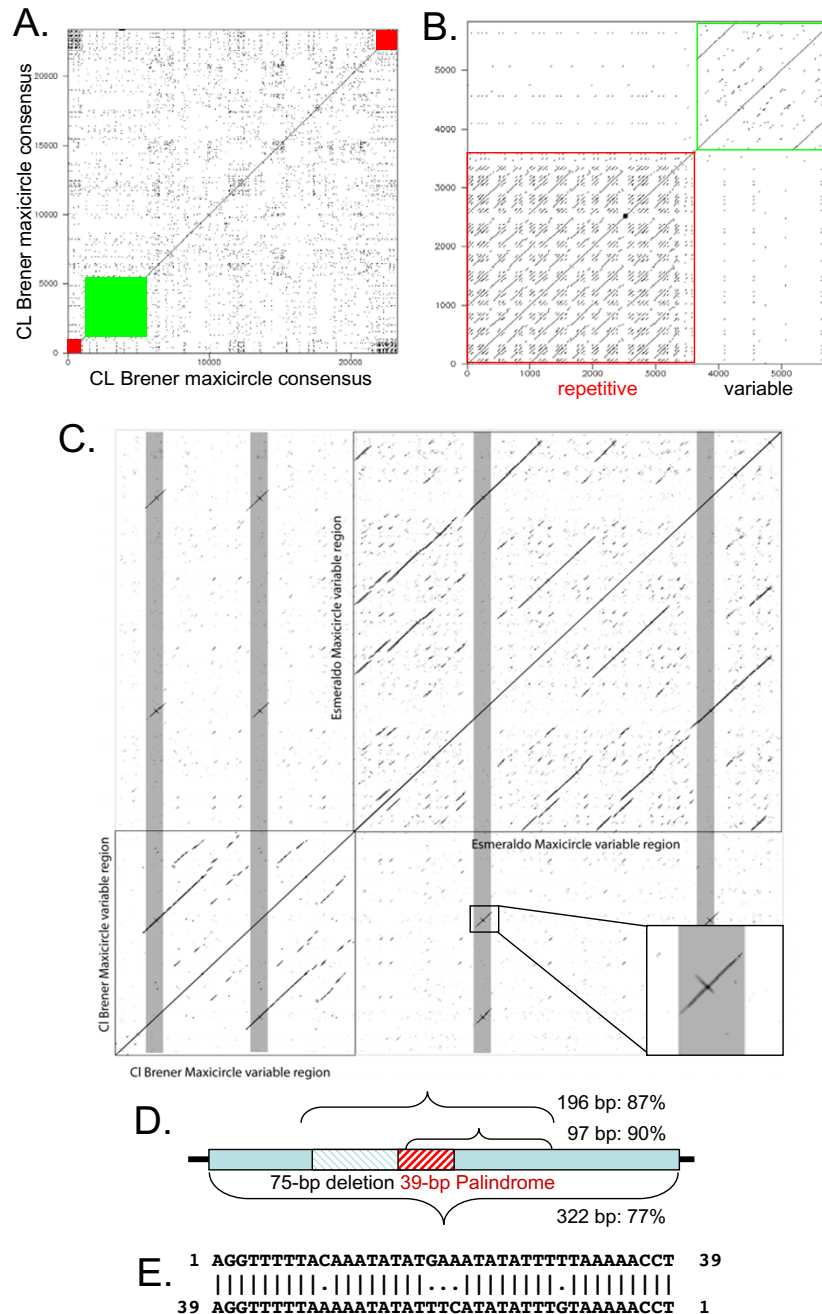 A.
CL Brener maxicircle consensus
20000
15000
10000
5000
0
0 10000 20000
CL Brener maxicircle consensus
B.
5000
4000
3000
2000
1000
0
0 1000 2000 3000 4000 5000
repetitive variable
C.
Esmeraldo Maxicircle variable region
Esmeraldo Maxicircle variable region
Cl Brener Maxicircle variable region
Cl Brener Maxicircle variable region
D.
196 bp: 87%
97 bp: 90%
75-bp deletion 39-bp Palindrome
322 bp: 77%
E.
1 AGGTTTTTACAAATATATGAAATATATTTTTAAAAACCT 39
|||||||||.||||||||...||||||||.|||||||||
39 AGGTTTTTAAAAATATATTTCATATATTTGTAAAAACCT 1